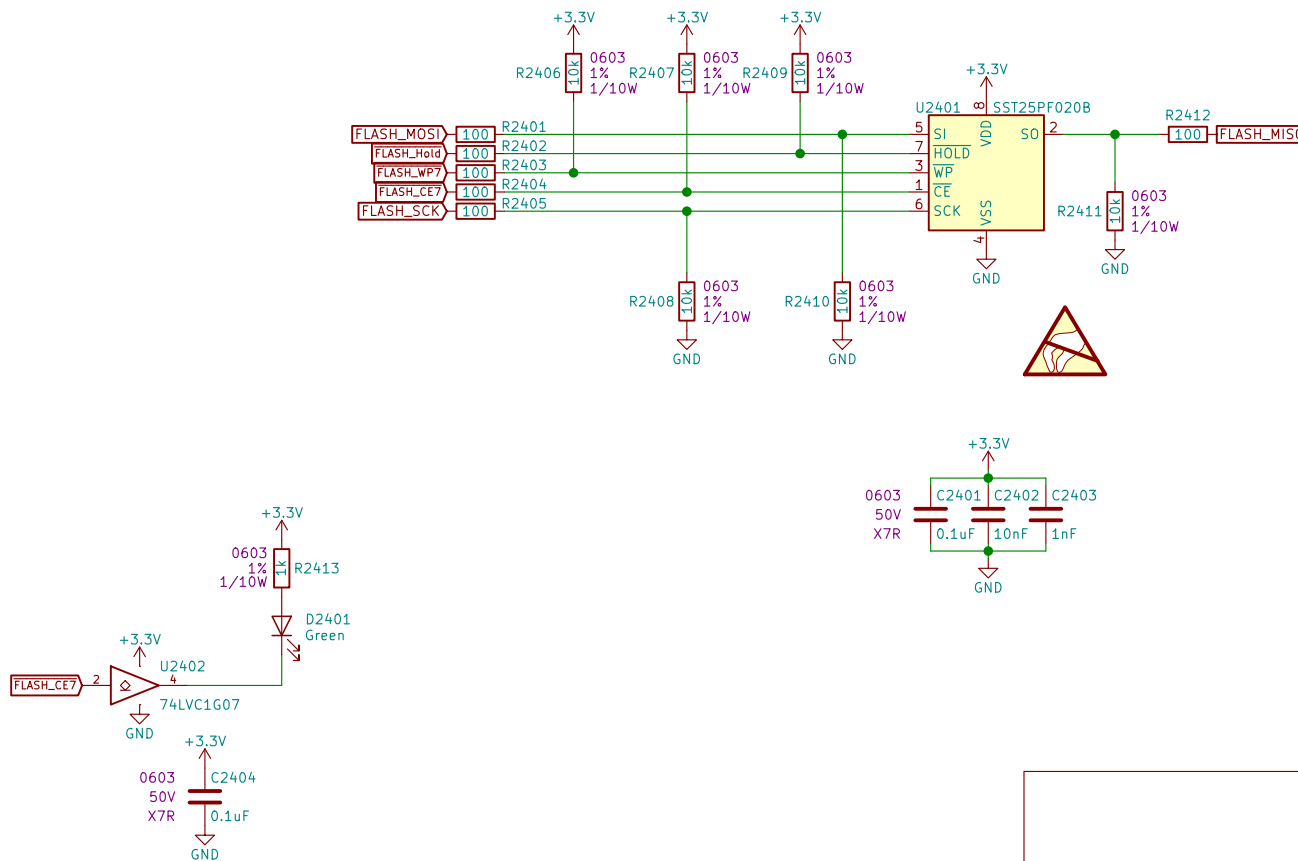 +3.3V +3.3V +3.3V
R2406 10k 0603 1% 1/10W
R2407 10k 0603 1% 1/10W
R2409 10k 0603 1% 1/10W
+3.3V
U2401 SST25PF020B
FLASH_MOSI 100 R2401
FLASH_Hold 100 R2402
FLASH_WP7 100 R2403
FLASH_CE7 100 R2404
FLASH_SCK 100 R2405
8 VDD
5 SI
7 HOLD
3 WP
1 CE
6 SCK
SO 2
4 VSS
GND
R2412
100 FLASH_MISO
R2411 10k 0603 1% 1/10W
GND
R2408 10k 0603 1% 1/10W
GND
R2410 10k 0603 1% 1/10W
GND
+3.3V
0603
50V
X7R
C2401 C2402 C2403
0.1uF 10nF 1nF
GND
+3.3V
0603
1%
1/10W
1k R2413
D2401
Green
+3.3V
U2402
FLASH_CE7 2 4
74LVC1G07
GND
+3.3V
0603 C2404
50V
X7R 0.1uF
GND